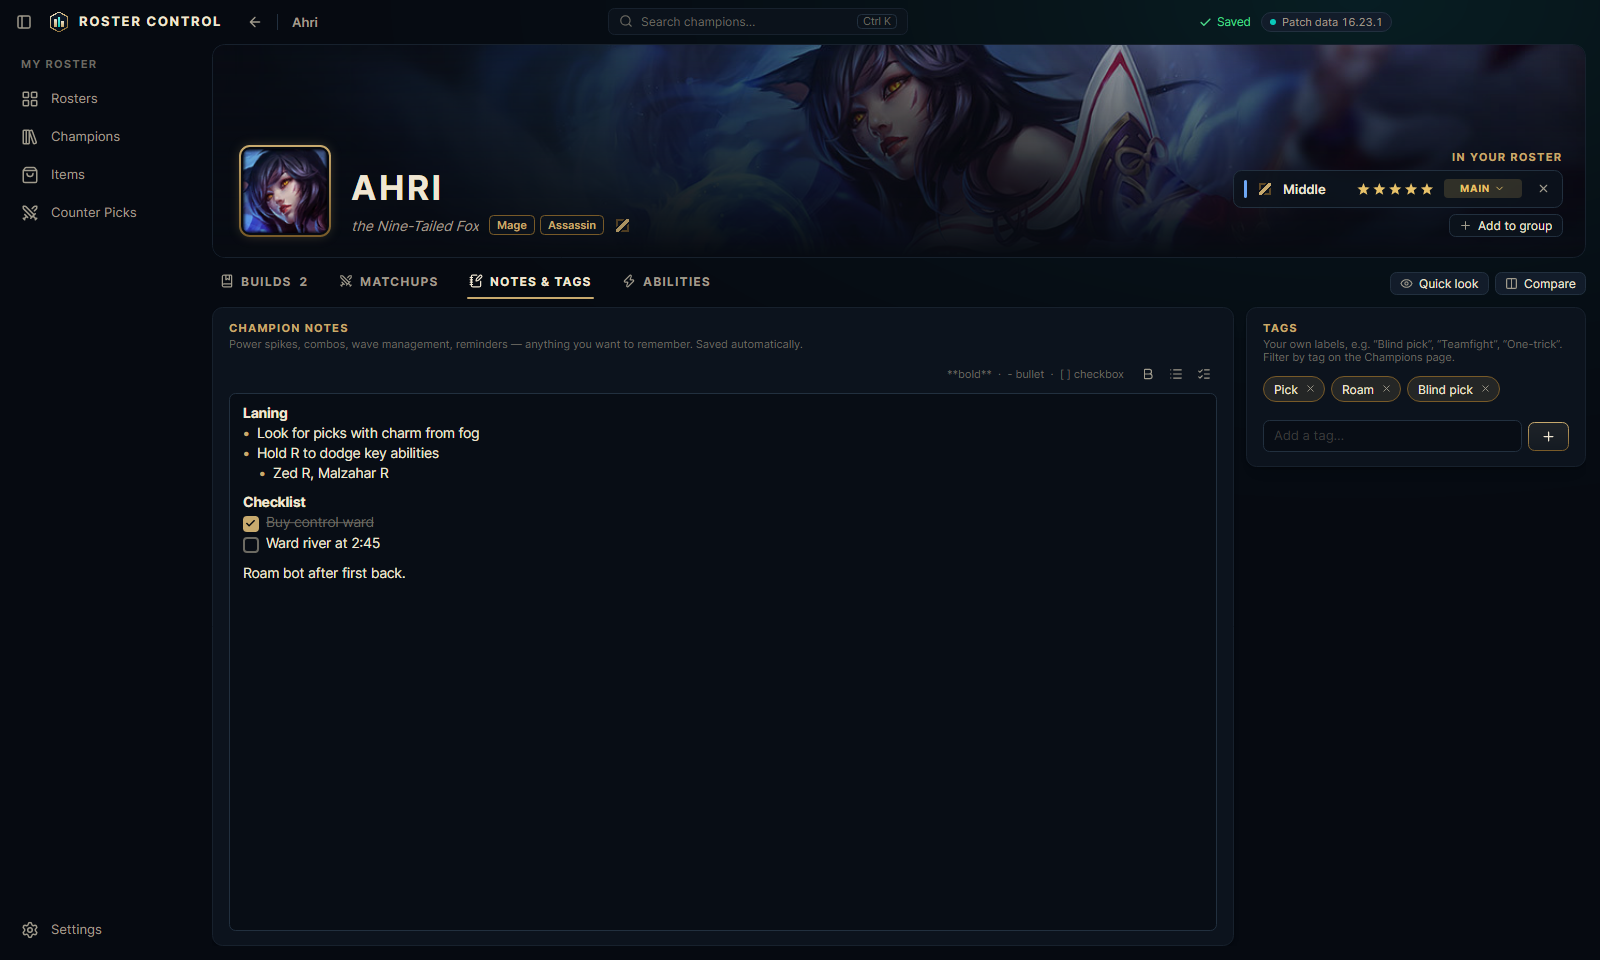 ROSTER CONTROL
Ahri
Search champions...
Ctrl K
Saved
Patch data 16.23.1
MY ROSTER
Rosters
Champions
Items
Counter Picks
Settings
AHRI
the Nine-Tailed Fox
Mage
Assassin
IN YOUR ROSTER
Middle
MAIN
Add to group
BUILDS 2
MATCHUPS
NOTES & TAGS
ABILITIES
Quick look
Compare
CHAMPION NOTES
Power spikes, combos, wave management, reminders — anything you want to remember. Saved automatically.
**bold** · - bullet · [ ] checkbox
B
Laning
• Look for picks with charm from fog
• Hold R to dodge key abilities
• Zed R, Malzahar R
Checklist
Buy control ward
Ward river at 2:45
Roam bot after first back.
TAGS
Your own labels, e.g. “Blind pick”, “Teamfight”, “One-trick”.
Filter by tag on the Champions page.
Pick
Roam
Blind pick
Add a tag...